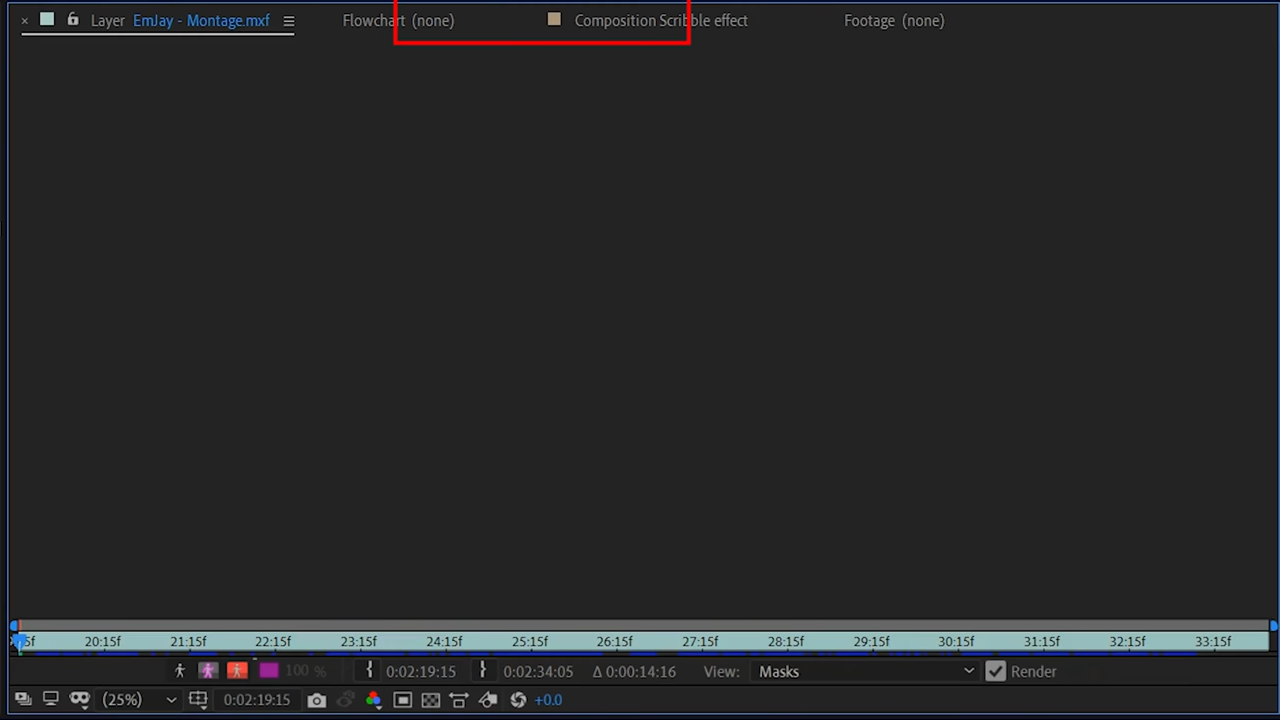 × Layer EmJay - Montage.mxf Flowchart (none) Composition Scribble effect Footage (none)
5f 20:15f 21:15f 22:15f 23:15f 24:15f 25:15f 26:15f 27:15f 28:15f 29:15f 30:15f 31:15f 32:15f 33:15f
100 % { 0:02:19:15 } 0:02:34:05 Δ 0:00:14:16 View: Masks Render
(25%) 0:02:19:15 +0.0